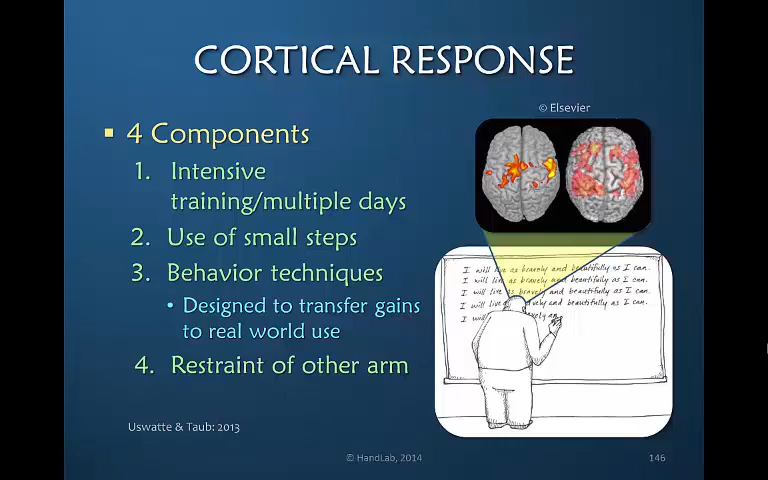 CORTICAL RESPONSE
© Elsevier
▪ 4 Components
1. Intensive
training/multiple days
2. Use of small steps
3. Behavior techniques
• Designed to transfer gains
to real world use
4. Restraint of other arm
I will live as bravely and beautifully as I can.
I will live as bravely and beautifully as I can.
I will live as bravely and beautifully as I can.
I will live bravely and beautifully as I can.
I will bravely an
Uswatte & Taub: 2013
© HandLab, 2014
146